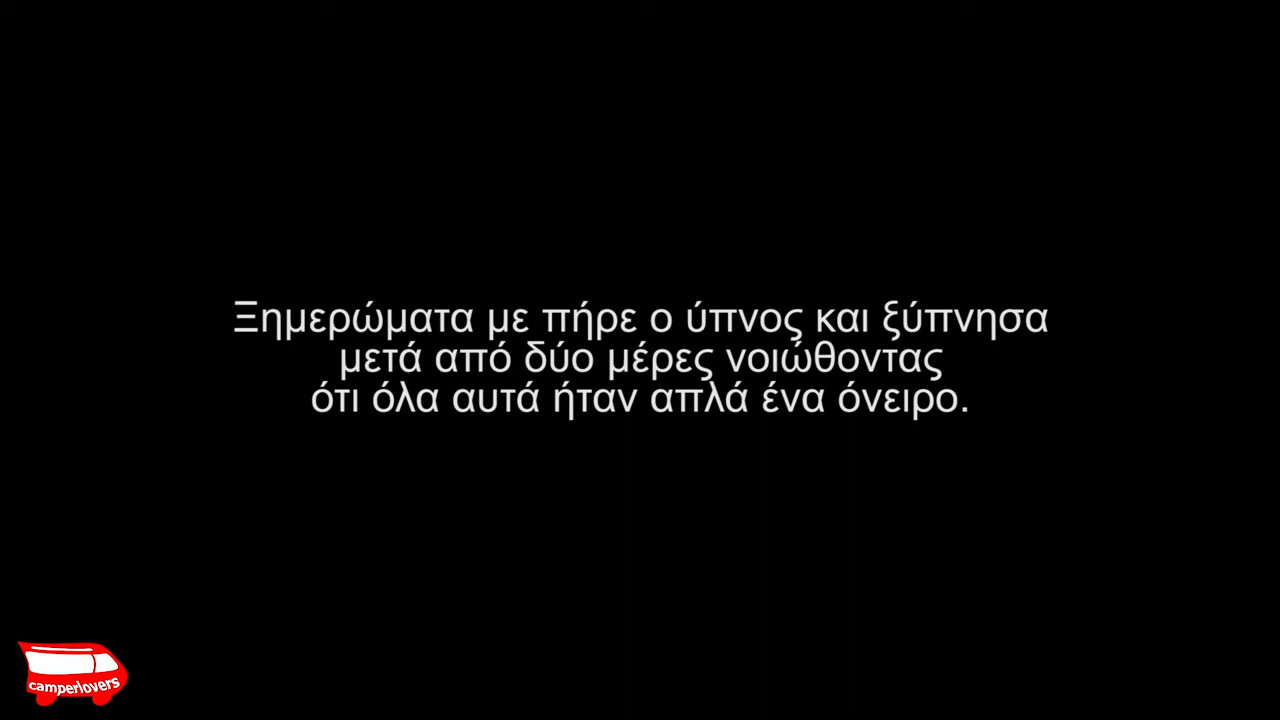 Ξημερώματα με πήρε ο ύπνος και ξύπνησα
μετά από δύο μέρες νοιώθοντας
ότι όλα αυτά ήταν απλά ένα όνειρο.
camperlovers